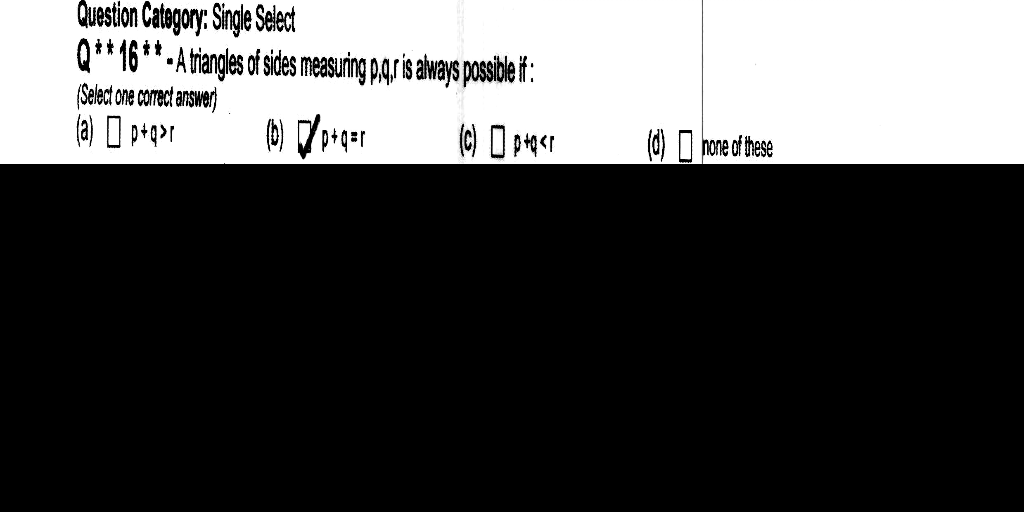 Question Category: Single Select
Q**16** - A triangles of sides measuring p,q,r is always possible if :
(Select one correct answer)
(a) ☐ p+q>r (b) ☑ p+q=r (c) ☐ p+q<r (d) ☐ none of these